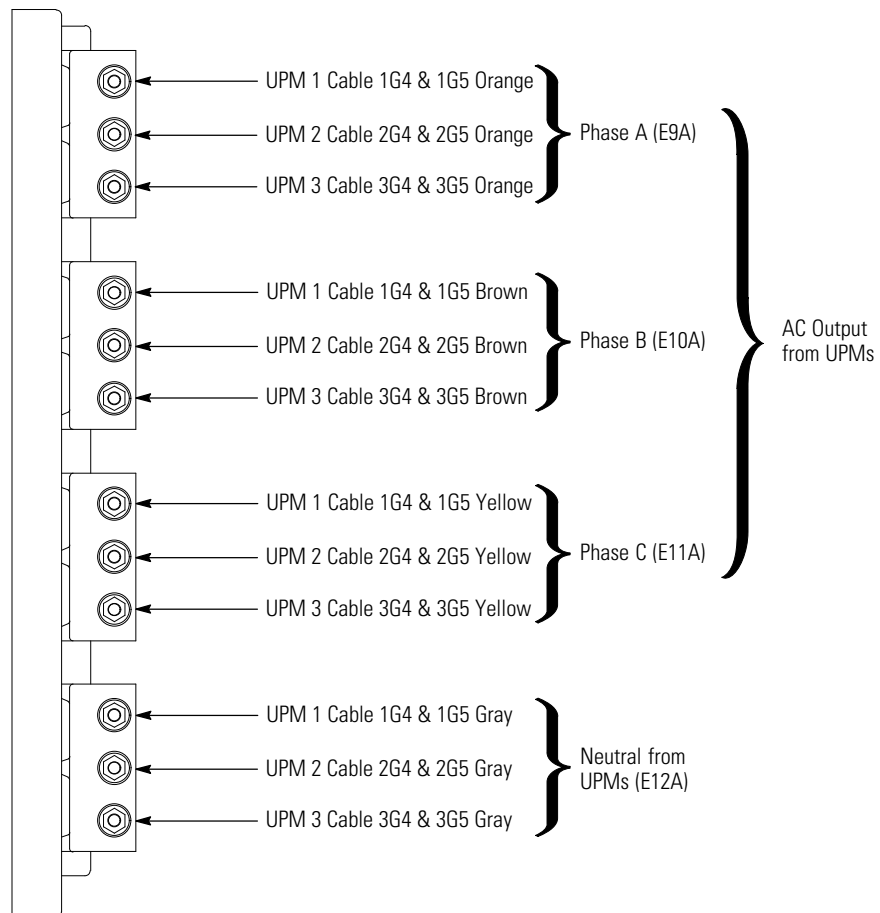 UPM 1 Cable 1G4 & 1G5 Orange
UPM 2 Cable 2G4 & 2G5 Orange
UPM 3 Cable 3G4 & 3G5 Orange
Phase A (E9A)
UPM 1 Cable 1G4 & 1G5 Brown
UPM 2 Cable 2G4 & 2G5 Brown
UPM 3 Cable 3G4 & 3G5 Brown
Phase B (E10A)
UPM 1 Cable 1G4 & 1G5 Yellow
UPM 2 Cable 2G4 & 2G5 Yellow
UPM 3 Cable 3G4 & 3G5 Yellow
Phase C (E11A)
AC Output
from UPMs
UPM 1 Cable 1G4 & 1G5 Gray
UPM 2 Cable 2G4 & 2G5 Gray
UPM 3 Cable 3G4 & 3G5 Gray
Neutral from
UPMs (E12A)